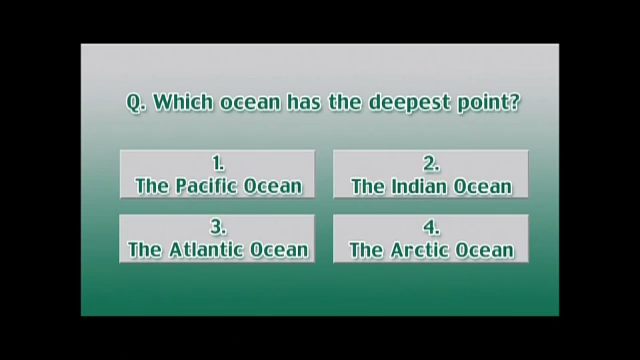 Q. Which ocean has the deepest point?
1.
The Pacific Ocean
2.
The Indian Ocean
3.
The Atlantic Ocean
4.
The Arctic Ocean